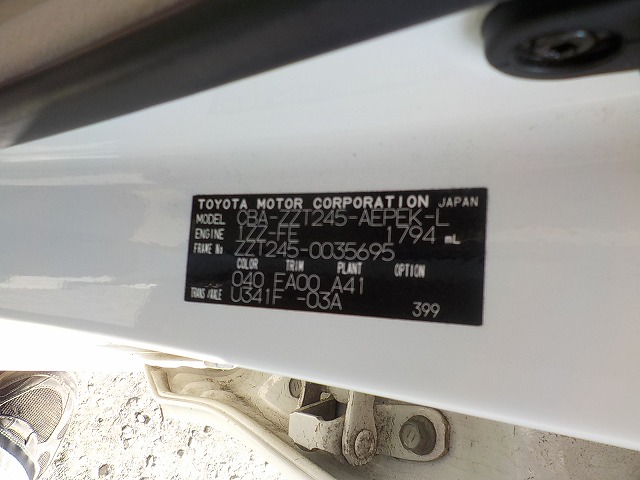 TOYOTA MOTOR CORPORATION JAPAN
MODEL CBA-ZZT245-AEPEK-L
ENGINE 1ZZ-FE 1794 mL
FRAME No ZZT245-0035695
COLOR TRIM PLANT OPTION
040 FA00 A41
TRANS/AXLE U341F -03A
399